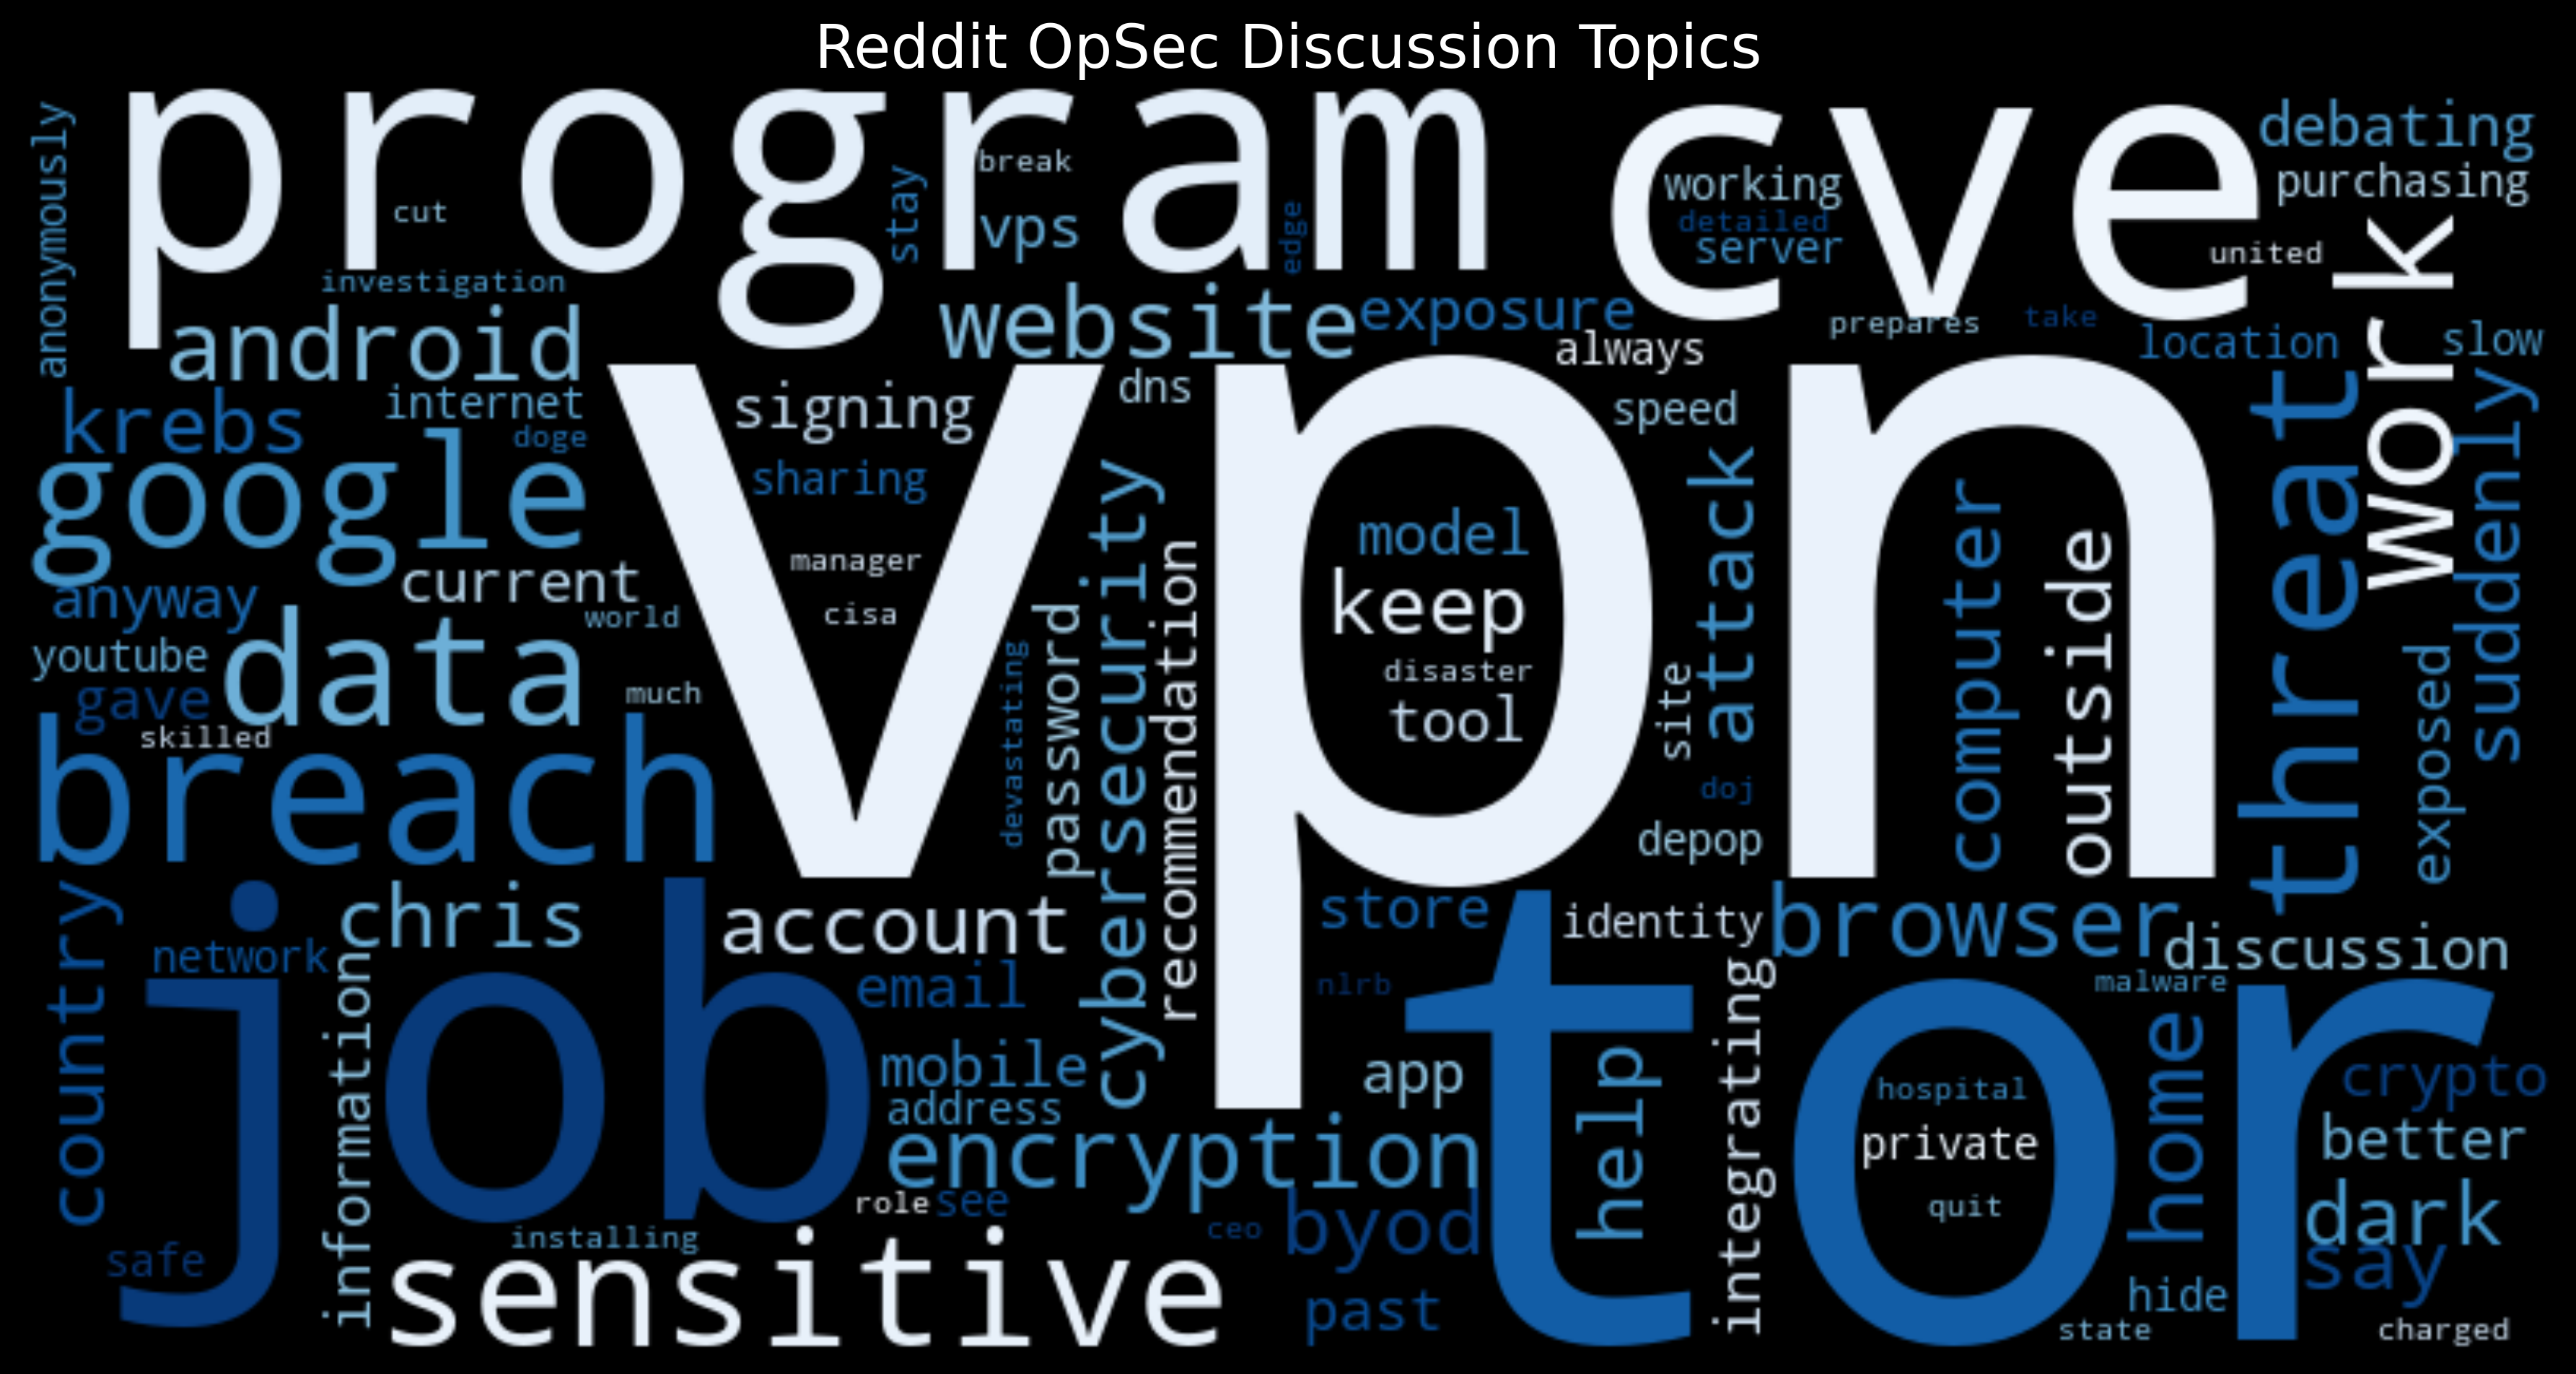 Reddit OpSec Discussion Topics
program
cve
debating
purchasing
anonymously
break
cut
stay
vps
edge
working
detailed
server
united
work
investigation
android
website
exposure
always
prepares
take
location
slow
krebs
internet
doge
signing
dns
speed
suddenly
google
sharing
vpn
threat
anyway
current
world
manager
cisa
cybersecurity
recommendation
model
keep
disaster
tool
attack
computer
outside
youtube
data
gave
much
skilled
devastating
password
site
exposed
breach
doj
depop
country
chris
account
store
identity
browser
discussion
network
job
email
nlrb
malware
information
mobile
address
app
tor
help
integrating
hospital
private
quit
home
crypto
better
encryption
role
see
installing
ceo
byod
dark
say
safe
sensitive
past
hide
state
charged